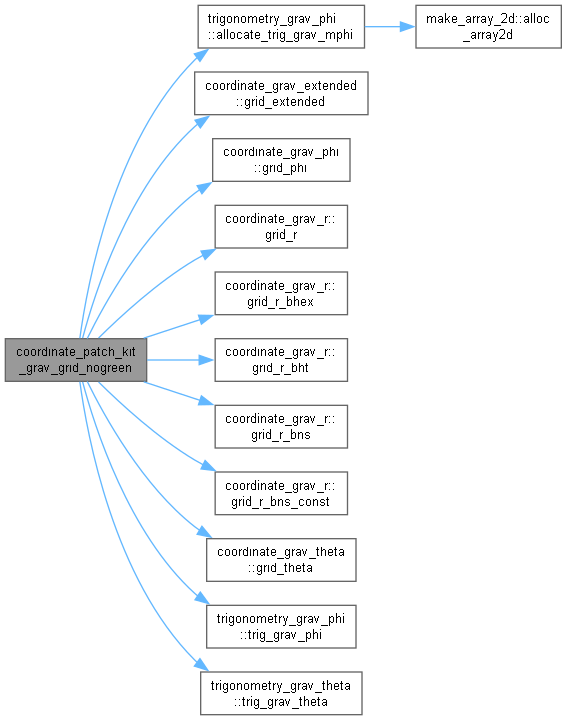 trigonometry_grav_phi
::allocate_trig_grav_mphi
make_array_2d::alloc
_array2d
coordinate_grav_extended
::grid_extended
coordinate_grav_phi
::grid_phi
coordinate_grav_r::
grid_r
coordinate_grav_r::
grid_r_bhex
coordinate_patch_kit
_grav_grid_nogreen
coordinate_grav_r::
grid_r_bht
coordinate_grav_r::
grid_r_bns
coordinate_grav_r::
grid_r_bns_const
coordinate_grav_theta
::grid_theta
trigonometry_grav_phi
::trig_grav_phi
trigonometry_grav_theta
::trig_grav_theta